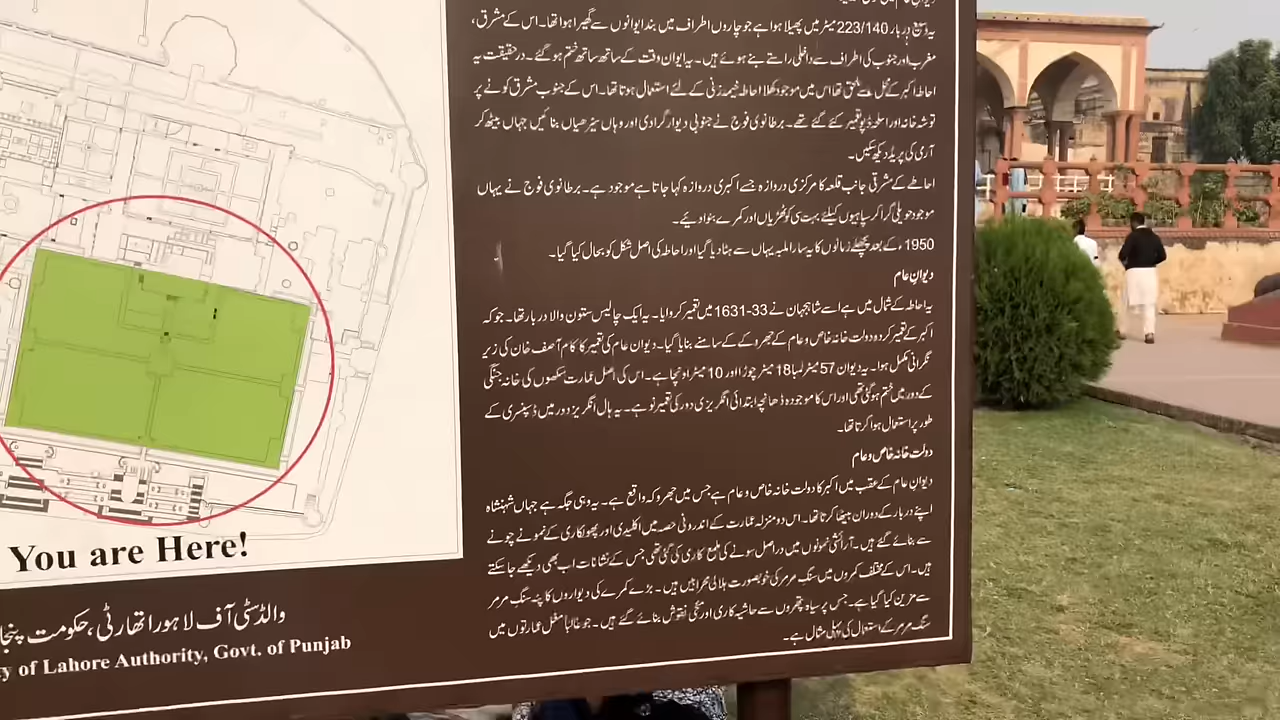 یہ وسیع دربار 223/140 میٹر میں پھیلا ہوا ہے جو چاروں اطراف میں بند ایوانوں سے گھیرا ہوا تھا۔ اس کے مشرق،
مغرب اور جنوب کی اطراف سے داخلی راستے بنے ہوئے ہیں۔ یہ ایوان وقت کے ساتھ ساتھ ختم ہو گئے۔ درحقیقت یہ
احاطہ اکبر کے محل سے ملحق تھا اس میں موجود کھلا احاطہ خیمہ زنی کے لئے استعمال ہوتا تھا۔ اس کے جنوب مشرق کونے پر
توشہ خانہ اور اسلحہ ڈپو تعمیر کئے گئے تھے۔ برطانوی فوج نے جنوبی دیوار گرا دی اور وہاں سیڑھیاں بنائیں جہاں بیٹھ کر
آرمی کی پریڈ دیکھ سکیں۔
احاطے کے مشرقی جانب قلعہ کا مرکزی دروازہ جسے اکبری دروازہ کہا جاتا ہے موجود ہے۔ برطانوی فوج نے یہاں
موجود حویلی گرا کر سپاہیوں کیلئے بہت سی کوٹھڑیاں اور کمرے بنوا دیئے۔
1950ء کے بعد پچھلے زمانوں کا یہ سارا ملبہ یہاں سے ہٹا دیا گیا اور احاطہ کی اصل شکل کو بحال کیا گیا۔
دیوانِ عام
یہ احاطہ کے شمال میں ہے اسے شاہجہان نے 33-1631 میں تعمیر کروایا۔ یہ ایک چالیس ستون والا دربار تھا۔ جو کہ
اکبر کے تعمیر کردہ دولت خانہ خاص و عام کے جھروکے کے سامنے بنایا گیا۔ دیوان عام کی تعمیر کا کام آصف خان کی زیر
نگرانی مکمل ہوا۔ یہ دیوان 57 میٹر لمبا 18 میٹر چوڑا اور 10 میٹر اونچا ہے۔ اس کی اصل عمارت سکھوں کی خانہ جنگی
کے دور میں ختم ہو گئی تھی اور اس کا موجودہ ڈھانچہ ابتدائی انگریزی دور کی تعمیر نو ہے۔ یہ ہال انگریز دور میں ڈسپنسری کے
طور پر استعمال ہوا کرتا تھا۔
دولت خانہ خاص و عام
دیوان عام کے عقب میں اکبر کا دولت خانہ خاص و عام ہے جس میں جھروکہ واقع ہے۔ یہ وہی جگہ ہے جہاں شہنشاہ
اپنے دربار کے دوران بیٹھا کرتا تھا۔ اس دو منزلہ عمارت کے اندرونی حصہ میں اقلیدی اور پھولکاری کے نمونے چونے
سے بنائے گئے ہیں۔ آرائشی نمونوں میں دراصل سونے کی ملمع کاری کی گئی تھی جس کے نشانات اب بھی دیکھے جا سکتے
ہیں۔ اس کے مختلف کمروں میں سنگ مرمر کی خوبصورت ہلالی محرابیں ہیں۔ بڑے کمرے کی دیواروں کا پتہ سنگ مرمر
سے مزین کیا گیا ہے۔ جس پر سیاہ پتھروں سے حاشیہ کاری اور سنگی نقوش بنائے گئے ہیں۔ جو غالباً مغل عمارتوں میں
سنگ مرمر کے استعمال کی پہلی مثال ہے۔
You are Here!
والڈ سٹی آف لاہور اتھارٹی، حکومت
of Lahore Authority, Govt. of Punjab